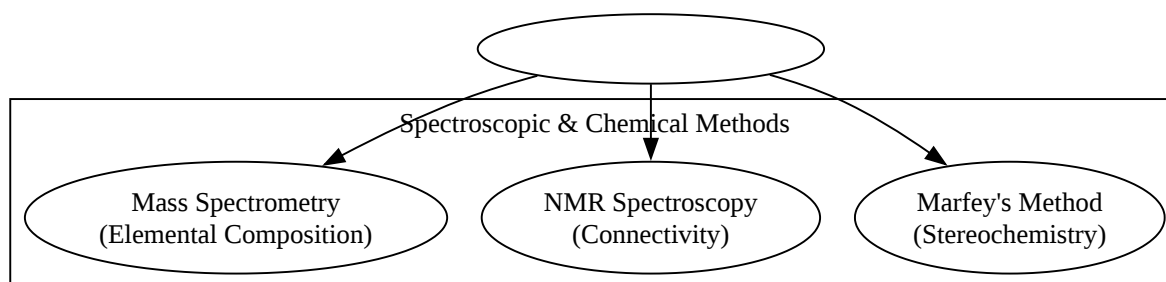 Spectroscopic & Chemical Methods
Mass Spectrometry
(Elemental Composition)
NMR Spectroscopy
(Connectivity)
Marfey's Method
(Stereochemistry)